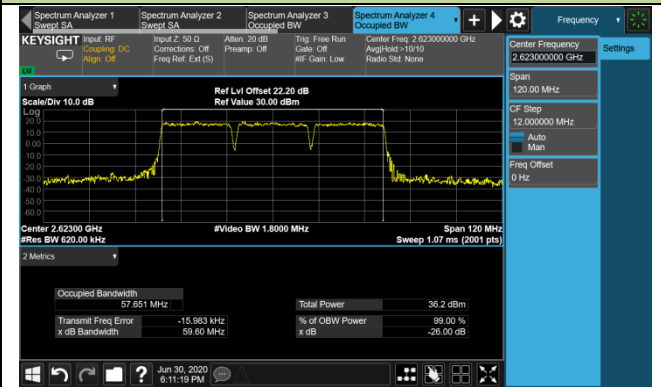 Spectrum Analyzer 1
Swept SA
Spectrum Analyzer 2
Swept SA
Spectrum Analyzer 3
Occupied BW
Spectrum Analyzer 4
Occupied BW
Frequency
KEYSIGHT
Input: RF
Coupling: DC
Align: Off
Input Z: 50 Ω
Corrections: Off
Freq Ref: Ext (S)
Atten: 20 dB
Preamp: Off
Trig: Free Run
Gate: Off
#IF Gain: Low
Center Freq: 2.623000000 GHz
Avg|Hold:>10/10
Radio Std: None
LV
Center Frequency
2.623000000 GHz
Settings
Span
120.00 MHz
CF Step
12.000000 MHz
Auto
Man
Freq Offset
0 Hz
1 Graph
Scale/Div 10.0 dB
Ref Lvl Offset 22.20 dB
Ref Value 30.00 dBm
Log
20.0
10.0
0.00
-10.0
-20.0
-30.0
-40.0
-50.0
-60.0
Center 2.62300 GHz
#Res BW 620.00 kHz
#Video BW 1.8000 MHz
Span 120 MHz
Sweep 1.07 ms (2001 pts)
2 Metrics
Occupied Bandwidth
57.651 MHz
Total Power
36.2 dBm
Transmit Freq Error
-15.983 kHz
% of OBW Power
99.00 %
x dB Bandwidth
59.60 MHz
x dB
-26.00 dB
?
Jun 30, 2020
6:11:19 PM